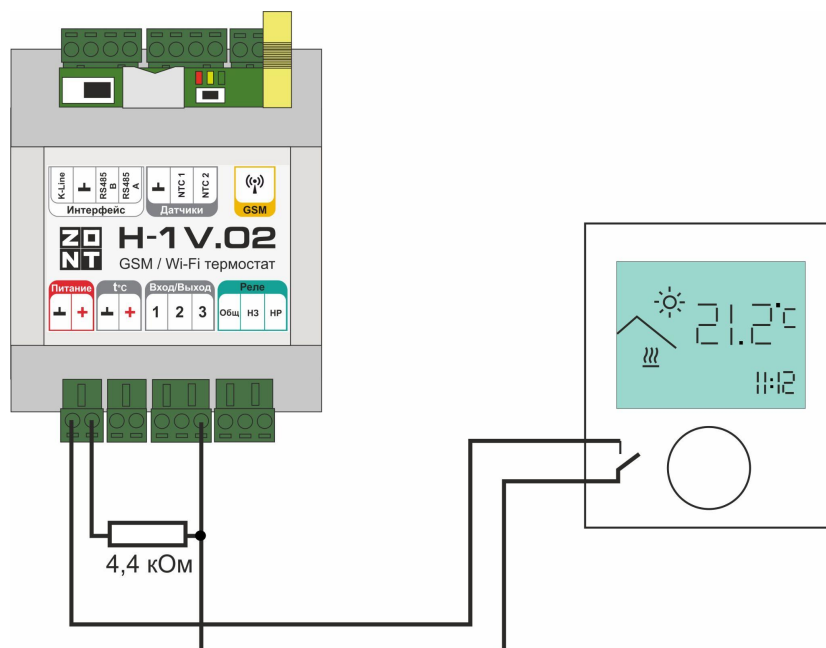 K-Line
RS485 B
RS485 A
NTC 1
NTC 2
Интерфейс
Датчики
GSM
ZONT
H-1V.02
GSM / Wi-Fi термостат
Питание
t°C
Вход/Выход
Реле
+
+
1
2
3
Общ
НЗ
НР
21.2°C
11:12
4,4 кОм